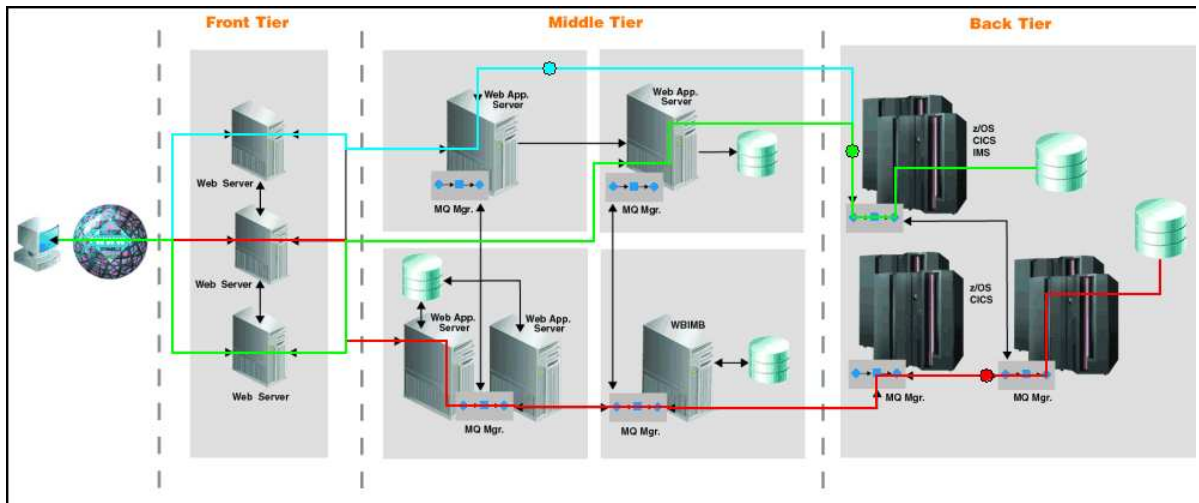 Front Tier
Middle Tier
Back Tier
Web App.
Server
Web App.
Server
z/OS
CICS
IMS
Web Server
MQ Mgr.
MQ Mgr.
Web Server
z/OS
CICS
Web App.
Server
Web App.
Server
WBIMB
Web Server
MQ Mgr.
MQ Mgr.
MQ Mgr.
MQ Mgr.